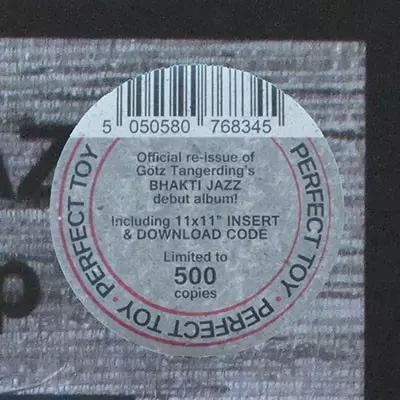 5 050580 768345
Official re-issue of
Götz Tangerding's
BHAKTI JAZZ
debut album!
Including 11x11" INSERT
& DOWNLOAD CODE
Limited to
500
copies
PERFECT TOY · PERFECT TOY · PERFECT TOY ·
AZ
p